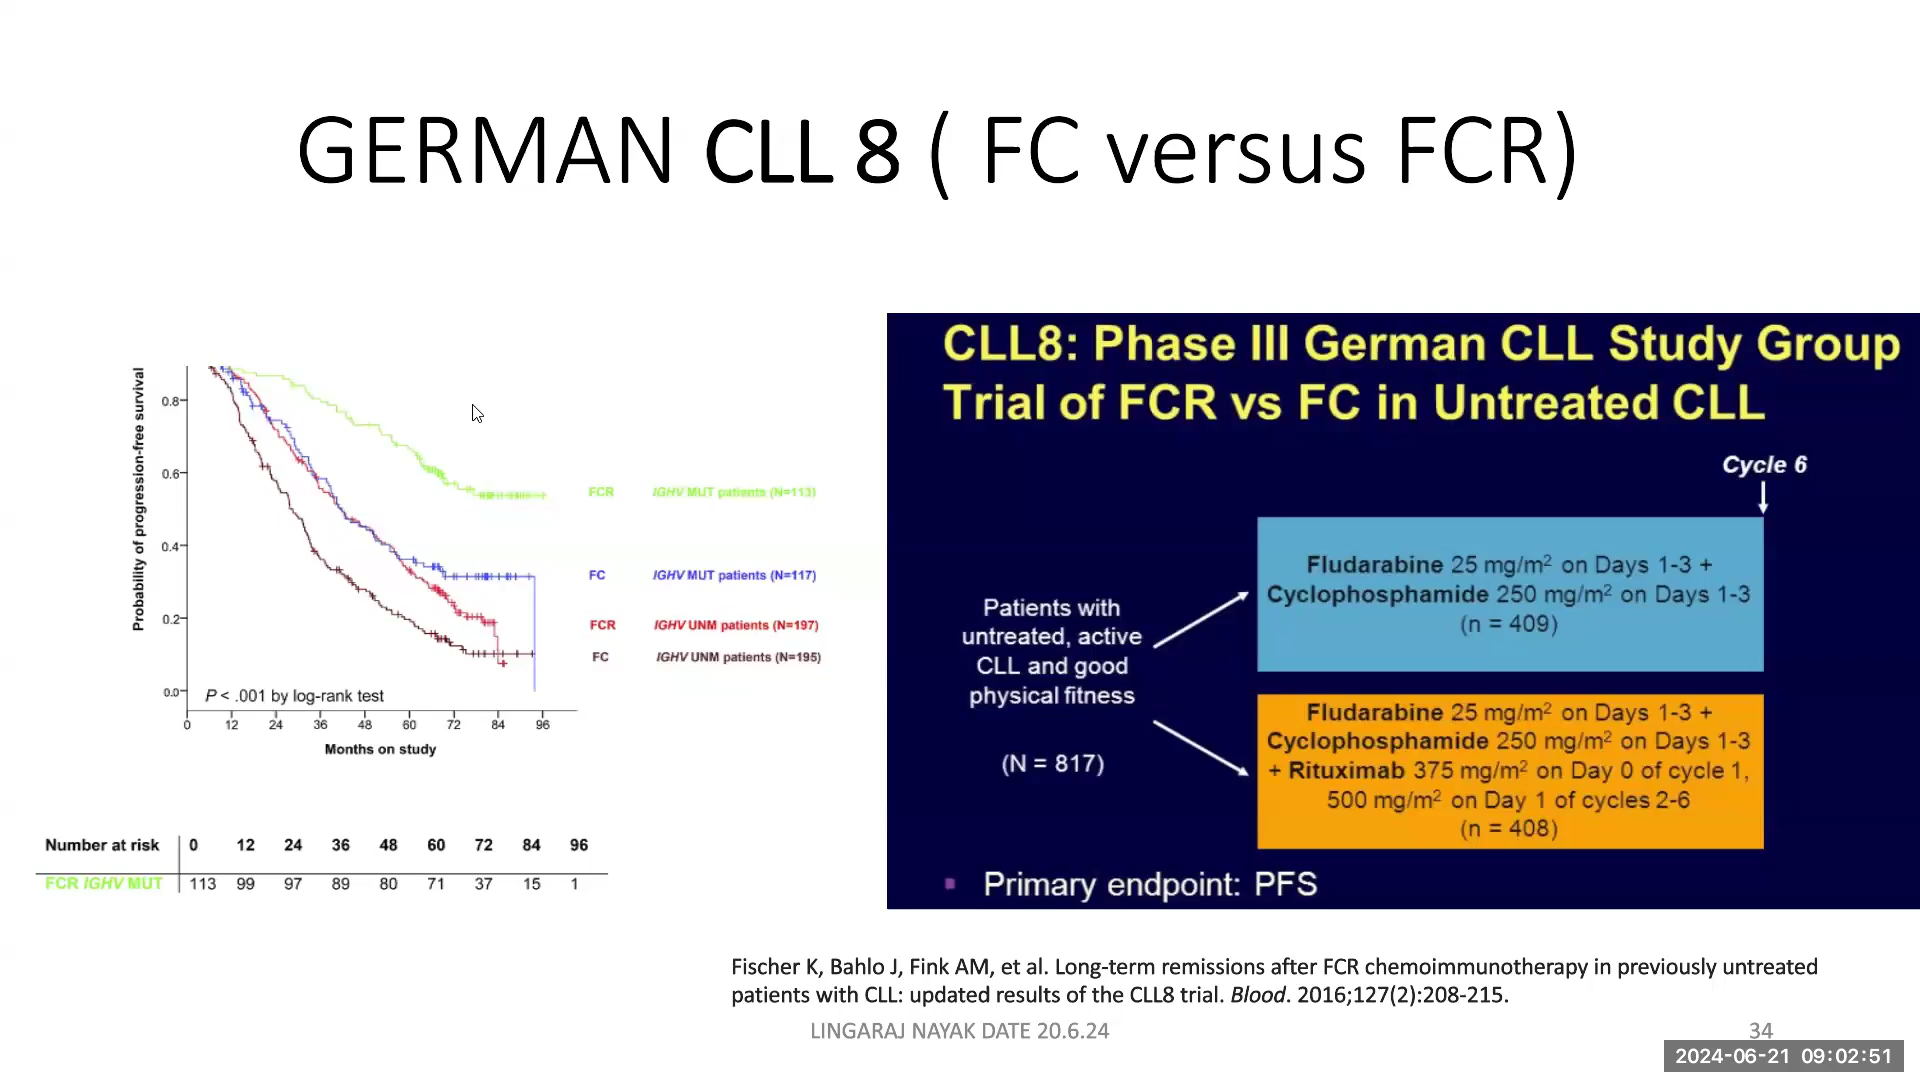 GERMAN CLL 8 ( FC versus FCR)
Probability of progression-free survival
0.8
0.6
0.4
0.2
0.0
P < .001 by log-rank test
0 12 24 36 48 60 72 84 96
Months on study
FCR IGHV MUT patients (N=113)
FC IGHV MUT patients (N=117)
FCR IGHV UNM patients (N=197)
FC IGHV UNM patients (N=195)
Number at risk 0 12 24 36 48 60 72 84 96
FCR IGHV MUT 113 99 97 89 80 71 37 15 1
CLL8: Phase III German CLL Study Group
Trial of FCR vs FC in Untreated CLL
Cycle 6
Patients with
untreated, active
CLL and good
physical fitness
(N = 817)
Fludarabine 25 mg/m² on Days 1-3 +
Cyclophosphamide 250 mg/m² on Days 1-3
(n = 409)
Fludarabine 25 mg/m² on Days 1-3 +
Cyclophosphamide 250 mg/m² on Days 1-3
+ Rituximab 375 mg/m² on Day 0 of cycle 1,
500 mg/m² on Day 1 of cycles 2-6
(n = 408)
▪ Primary endpoint: PFS
Fischer K, Bahlo J, Fink AM, et al. Long-term remissions after FCR chemoimmunotherapy in previously untreated
patients with CLL: updated results of the CLL8 trial. Blood. 2016;127(2):208-215.
LINGARAJ NAYAK DATE 20.6.24
34
2024-06-21 09:02:51